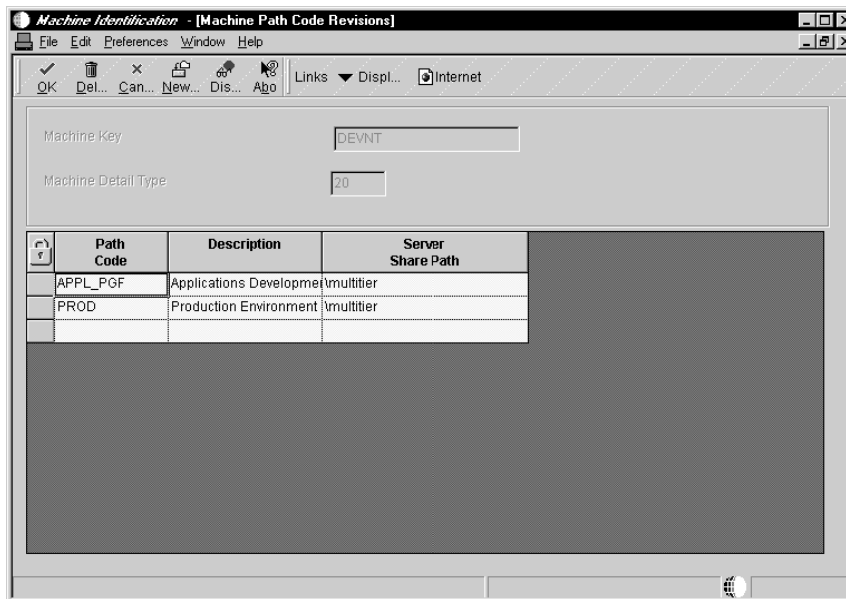 Machine Identification - [Machine Path Code Revisions]
File Edit Preferences Window Help
OK Del... Can... New... Dis... Abo Links Displ... Internet
Machine Key DEVNT
Machine Detail Type 20
Path Code Description Server Share Path
APPL_PGF Applications Developmer \multitier
PROD Production Environment \multitier